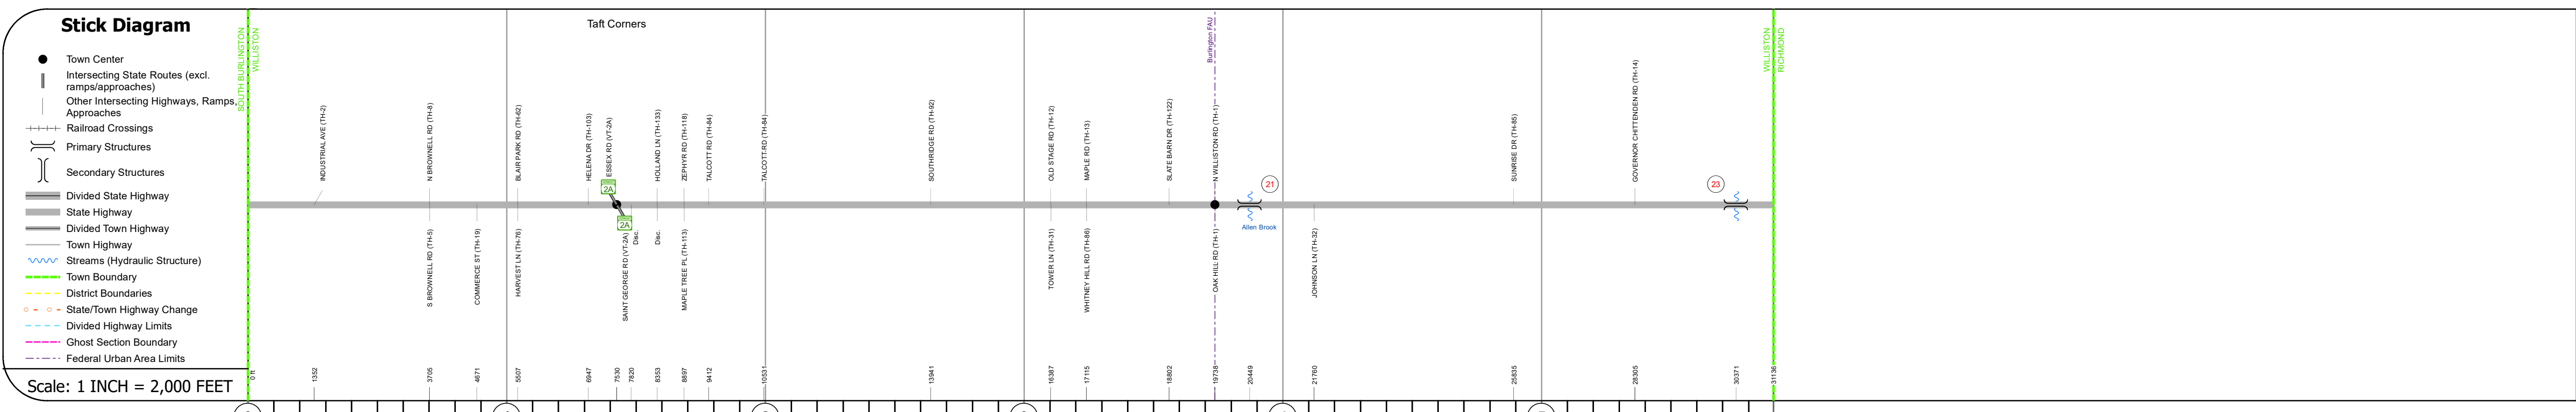 Stick Diagram
Town Center
Intersecting State Routes (excl.
ramps/approaches)
Other Intersecting Highways, Ramps,
Approaches
Railroad Crossings
Primary Structures
Secondary Structures
Divided State Highway
State Highway
Divided Town Highway
Town Highway
Streams (Hydraulic Structure)
Town Boundary
District Boundaries
State/Town Highway Change
Divided Highway Limits
Ghost Section Boundary
Federal Urban Area Limits
Scale: 1 INCH = 2,000 FEET
SOUTH BURLINGTON
WILLISTON
Taft Corners
Burlington FAU
WILLISTON
RICHMOND
INDUSTRIAL AVE (TH-2)
N BROWNELL RD (TH-8)
BLAIR PARK RD (TH-62)
HELENA DR (TH-103)
ESSEX RD (VT-2A)
HOLLAND LN (TH-133)
ZEPHYR RD (TH-118)
TALCOTT RD (TH-84)
TALCOTT RD (TH-84)
SOUTHRIDGE RD (TH-92)
OLD STAGE RD (TH-12)
MAPLE RD (TH-13)
SLATE BARN DR (TH-122)
N WILLISTON RD (TH-1)
SUNRISE DR (TH-85)
GOVERNOR CHITTENDEN RD (TH-14)
2A
2A
21
23
Allen Brook
S BROWNELL RD (TH-5)
COMMERCE ST (TH-19)
HARVEST LN (TH-76)
SAINT GEORGE RD (VT-2A)
Disc.
Disc.
MAPLE TREE PL (TH-113)
TOWER LN (TH-31)
WHITNEY HILL RD (TH-86)
OAK HILL RD (TH-1)
JOHNSON LN (TH-32)
0 ft
1352
3705
4671
5507
6947
7530
7820
8353
8897
9412
10531
13941
16387
17115
18802
19738
20449
21760
25835
28305
30371
31136